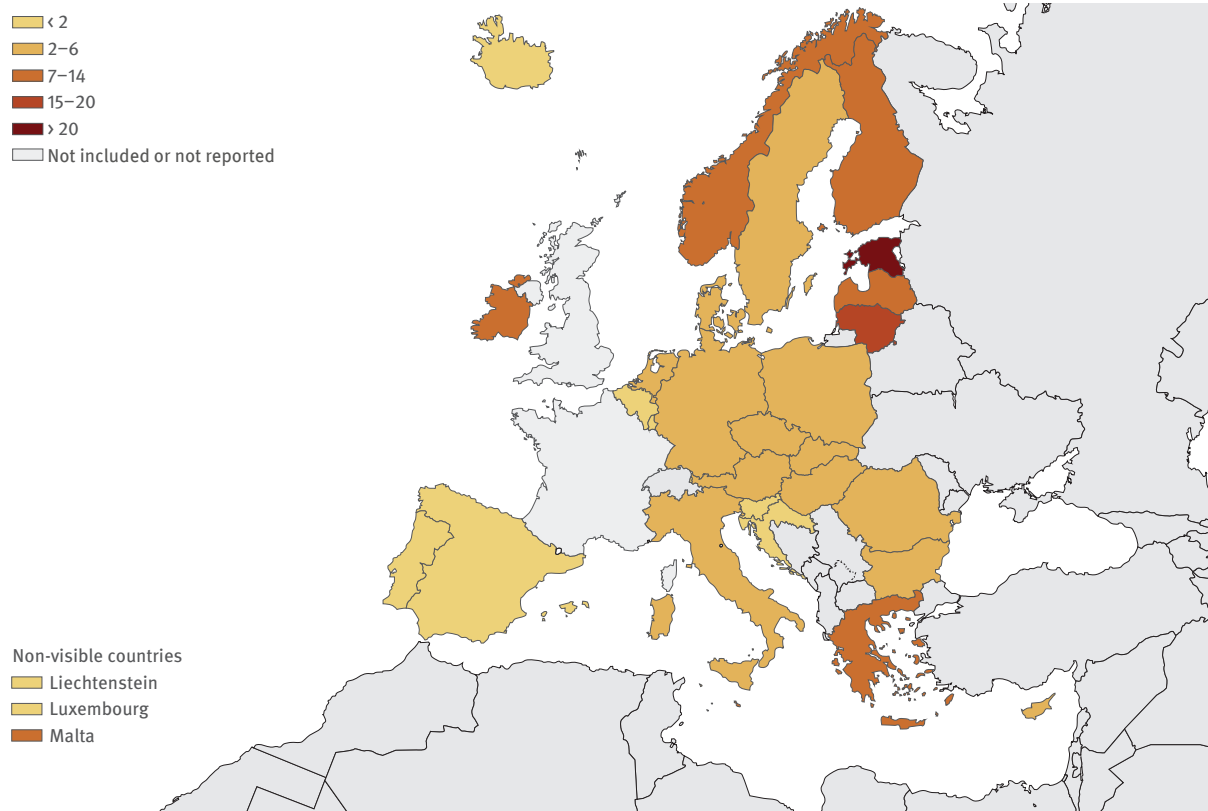 ‹ 2
2–6
7–14
15–20
› 20
Not included or not reported
Non-visible countries
Liechtenstein
Luxembourg
Malta